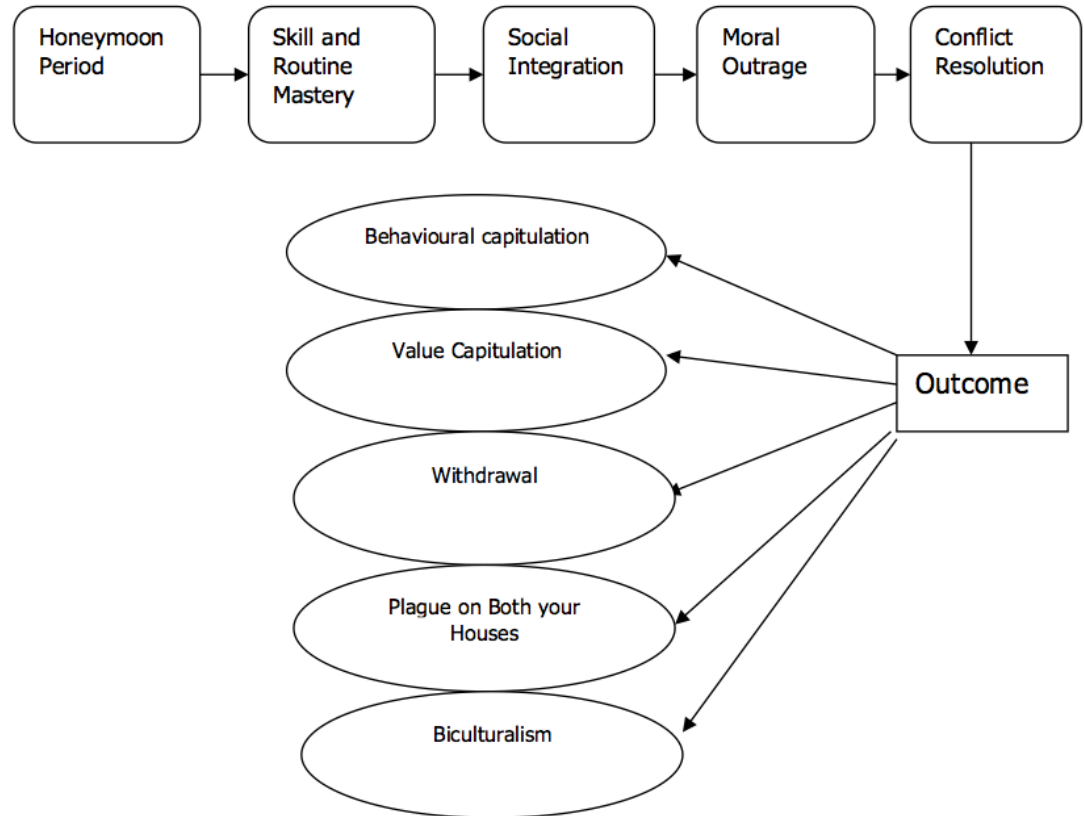 Honeymoon
Period
Skill and
Routine
Mastery
Social
Integration
Moral
Outrage
Conflict
Resolution
Behavioural capitulation
Value Capitulation
Outcome
Withdrawal
Plague on Both your
Houses
Biculturalism